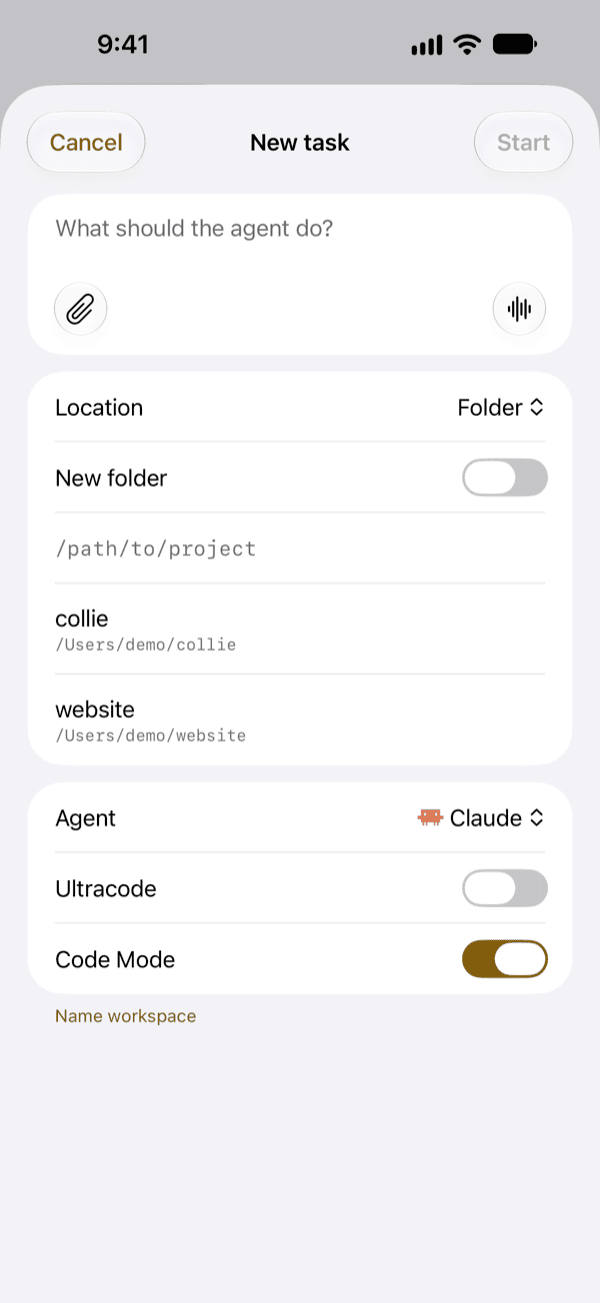 9:41
Cancel
New task
Start
What should the agent do?
Location
Folder
New folder
/path/to/project
collie
/Users/demo/collie
website
/Users/demo/website
Agent
Claude
Ultracode
Code Mode
Name workspace